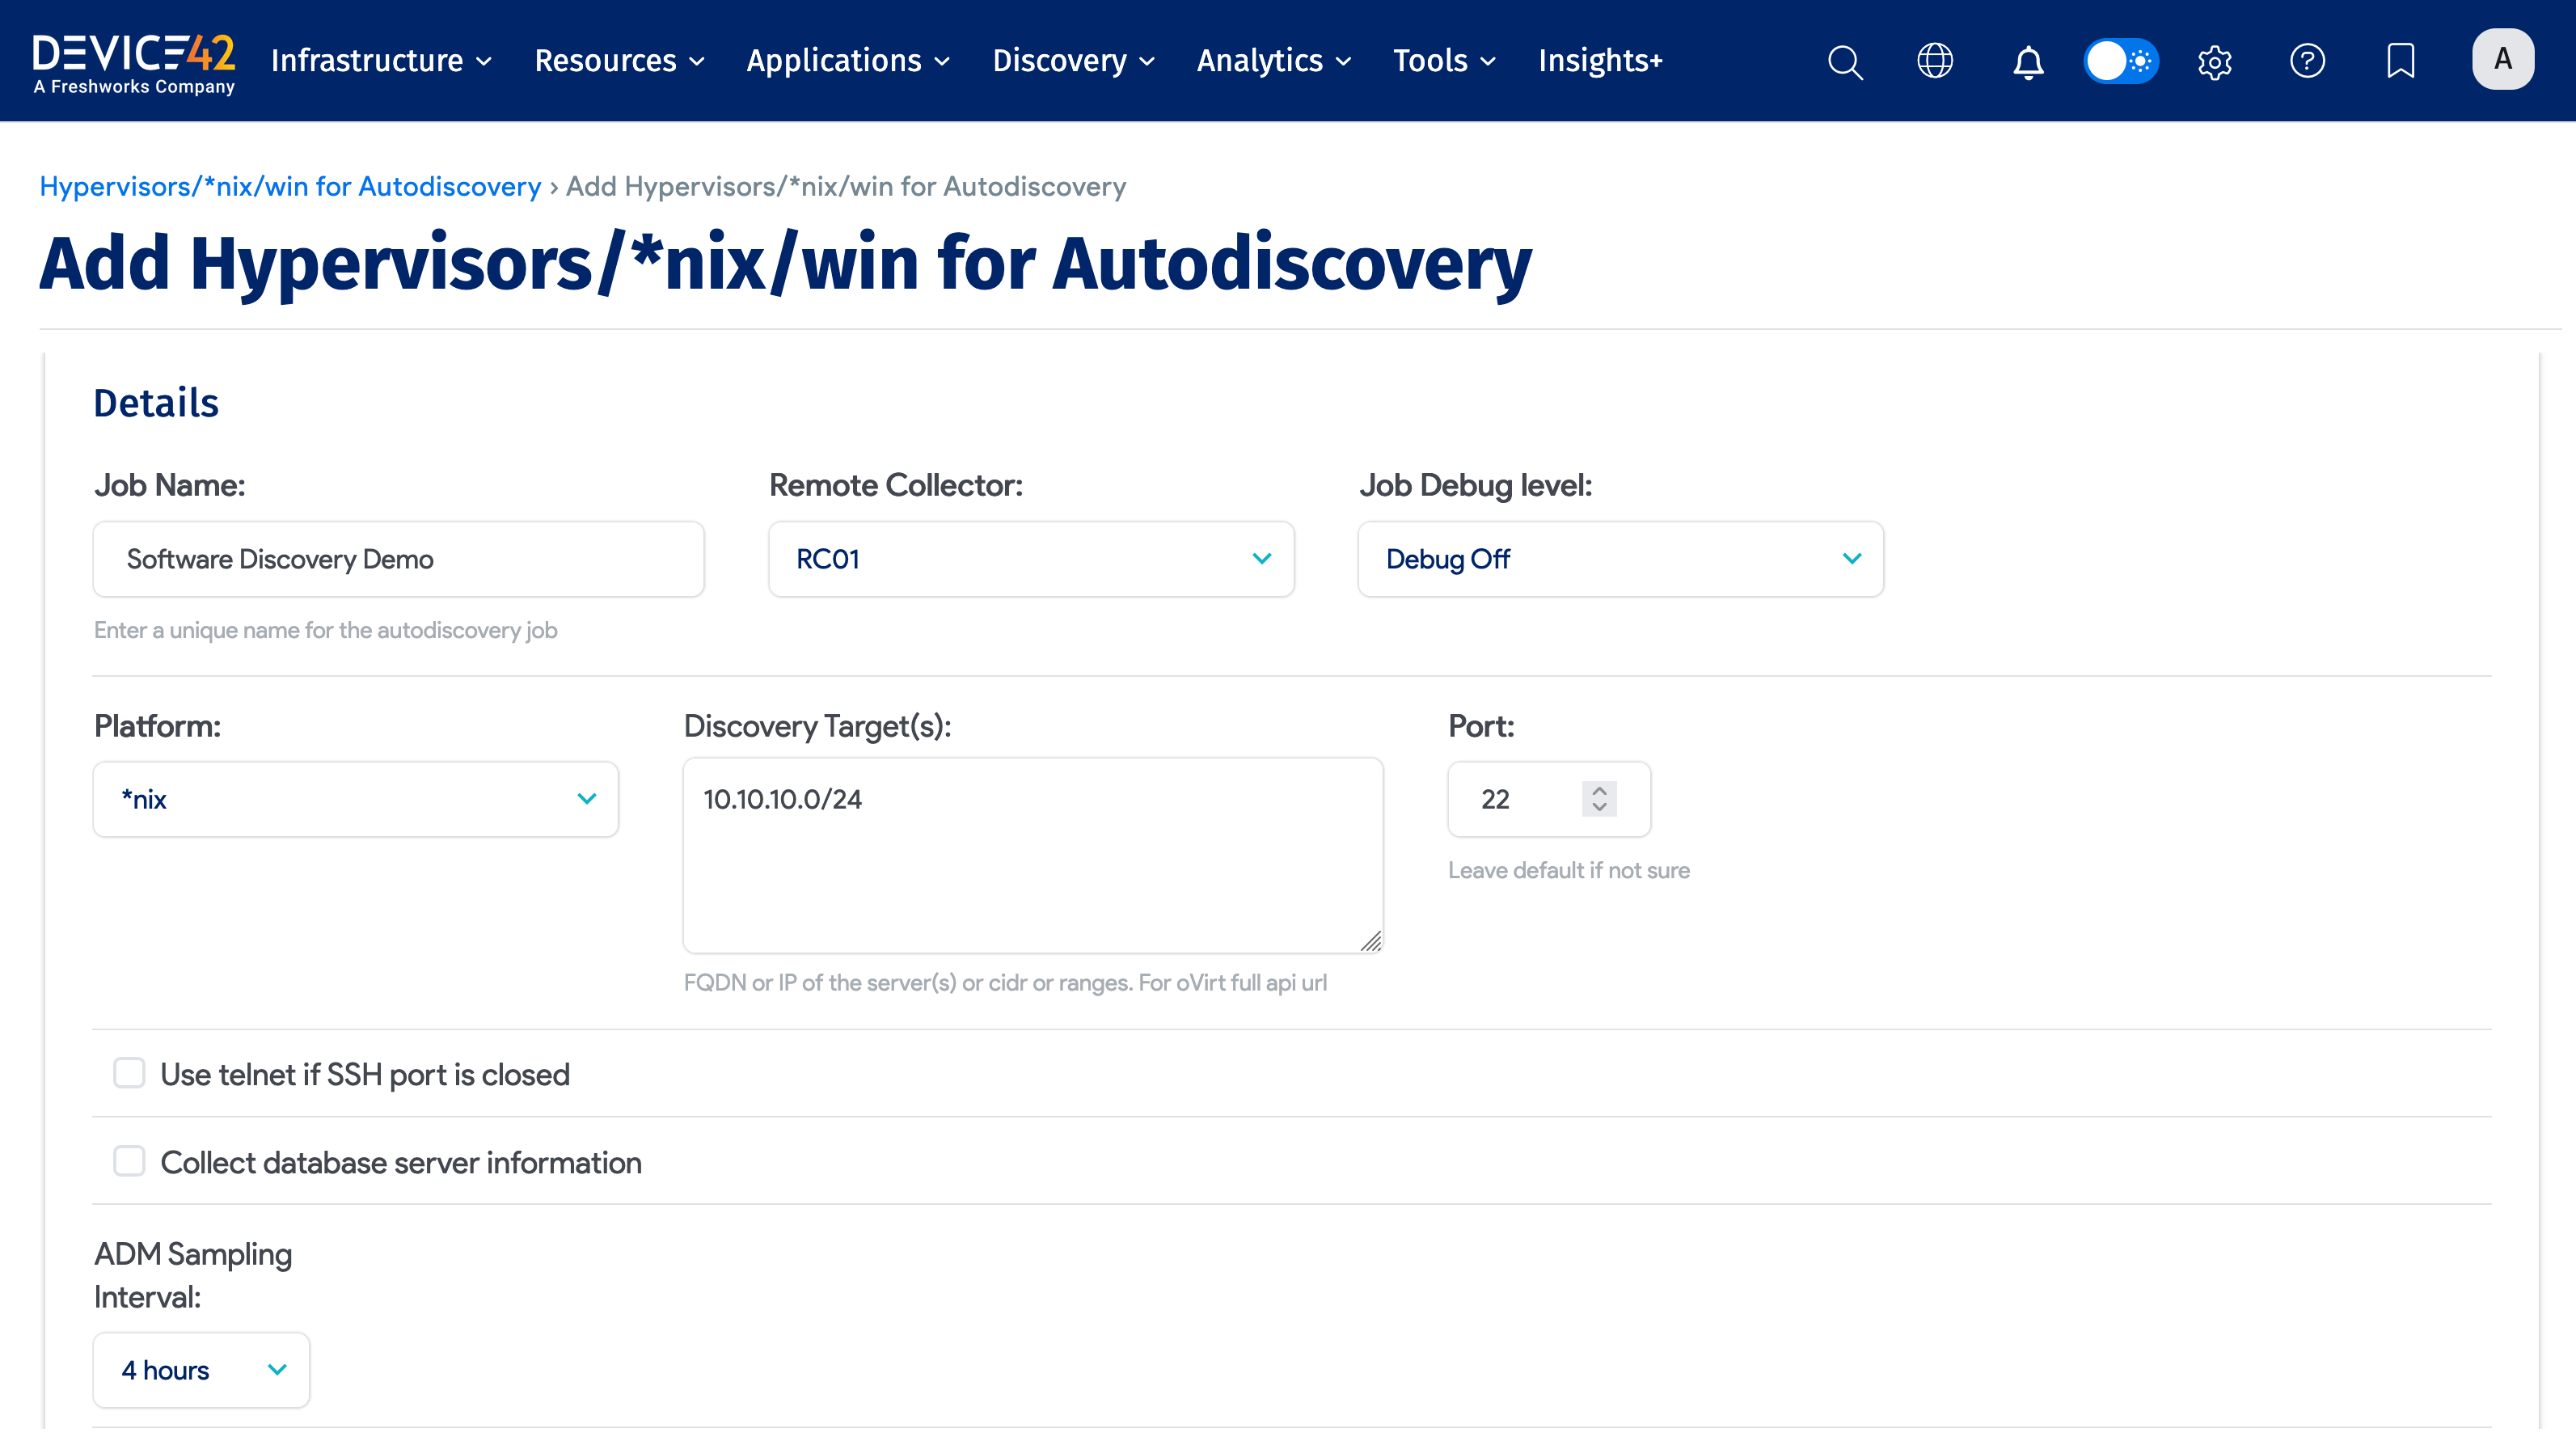 DEVICE42
A Freshworks Company
Infrastructure
Resources
Applications
Discovery
Analytics
Tools
Insights+
A
Hypervisors/*nix/win for Autodiscovery › Add Hypervisors/*nix/win for Autodiscovery
Add Hypervisors/*nix/win for Autodiscovery
Details
Job Name:
Remote Collector:
Job Debug level:
Software Discovery Demo
RC01
Debug Off
Enter a unique name for the autodiscovery job
Platform:
Discovery Target(s):
Port:
*nix
10.10.10.0/24
22
Leave default if not sure
FQDN or IP of the server(s) or cidr or ranges. For oVirt full api url
Use telnet if SSH port is closed
Collect database server information
ADM Sampling
Interval:
4 hours